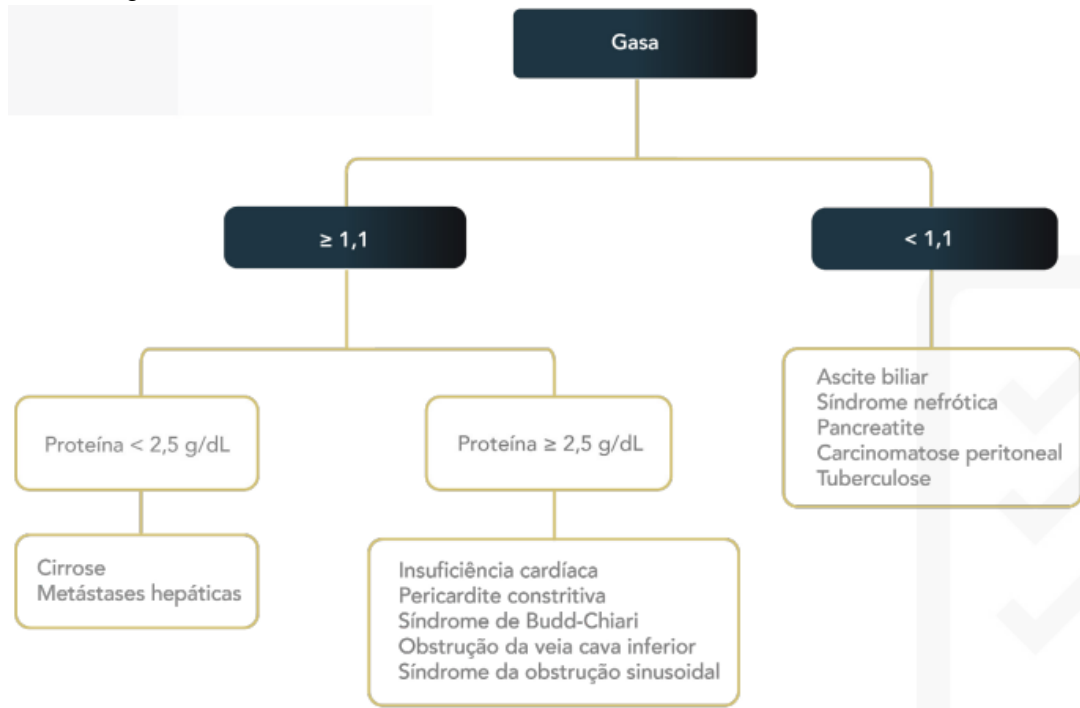 Gasa
≥ 1,1
< 1,1
Proteína < 2,5 g/dL
Proteína ≥ 2,5 g/dL
Ascite biliar
Síndrome nefrótica
Pancreatite
Carcinomatose peritoneal
Tuberculose
Cirrose
Metástases hepáticas
Insuficiência cardíaca
Pericardite constritiva
Síndrome de Budd-Chiari
Obstrução da veia cava inferior
Síndrome da obstrução sinusoidal